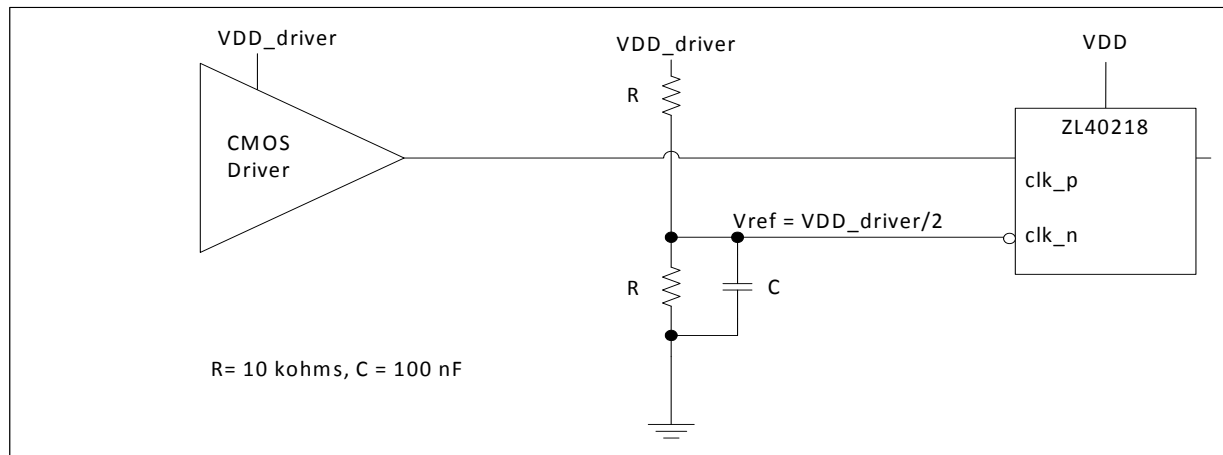 VDD_driver
VDD_driver
VDD
R
ZL40218
CMOS
Driver
clk_p
Vref = VDD_driver/2
clk_n
R
C
R= 10 kohms, C = 100 nF